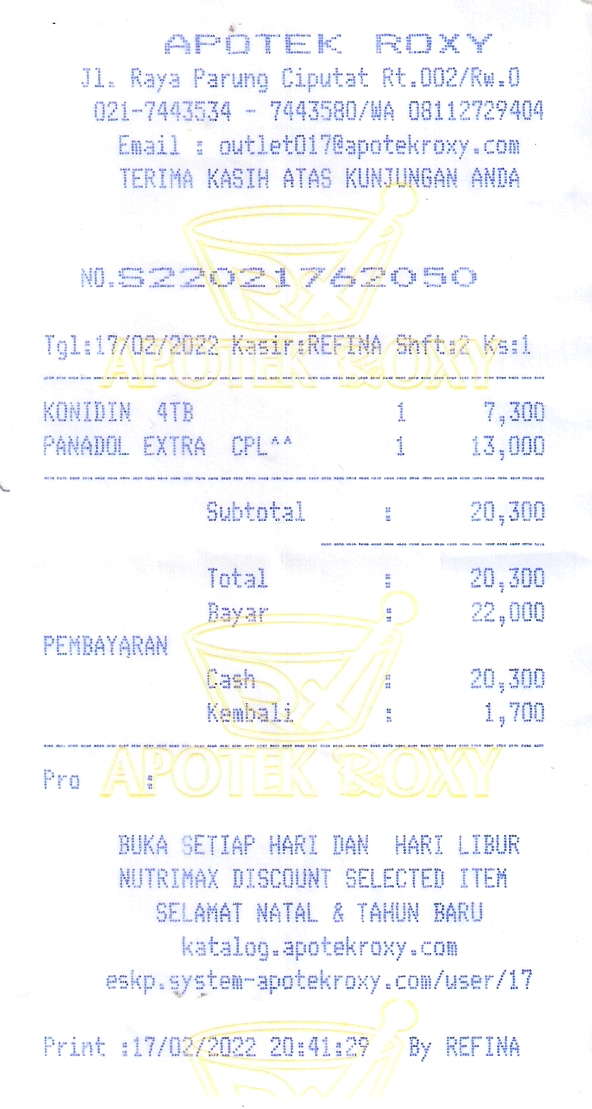 APOTEK ROXY
Jl. Raya Parung Ciputat Rt.002/Rw.0
021-7443534 - 7443580/WA 08112729404
Email : outlet017@apotekroxy.com
TERIMA KASIH ATAS KUNJUNGAN ANDA
Rx
NO.S22021762050
Tgl:17/02/2022 Kasir:REFINA Shft:2 Ks:1
APOTEK ROXY
KONIDIN 4TB 1 7,300
PANADOL EXTRA CPL^^ 1 13,000
Subtotal : 20,300
Total : 20,300
Bayar : 22,000
PEMBAYARAN
Rx
Cash : 20,300
Kembali : 1,700
Pro :
APOTEK ROXY
BUKA SETIAP HARI DAN HARI LIBUR
NUTRIMAX DISCOUNT SELECTED ITEM
SELAMAT NATAL & TAHUN BARU
katalog.apotekroxy.com
eskp.system-apotekroxy.com/user/17
Print :17/02/2022 20:41:29 By REFINA